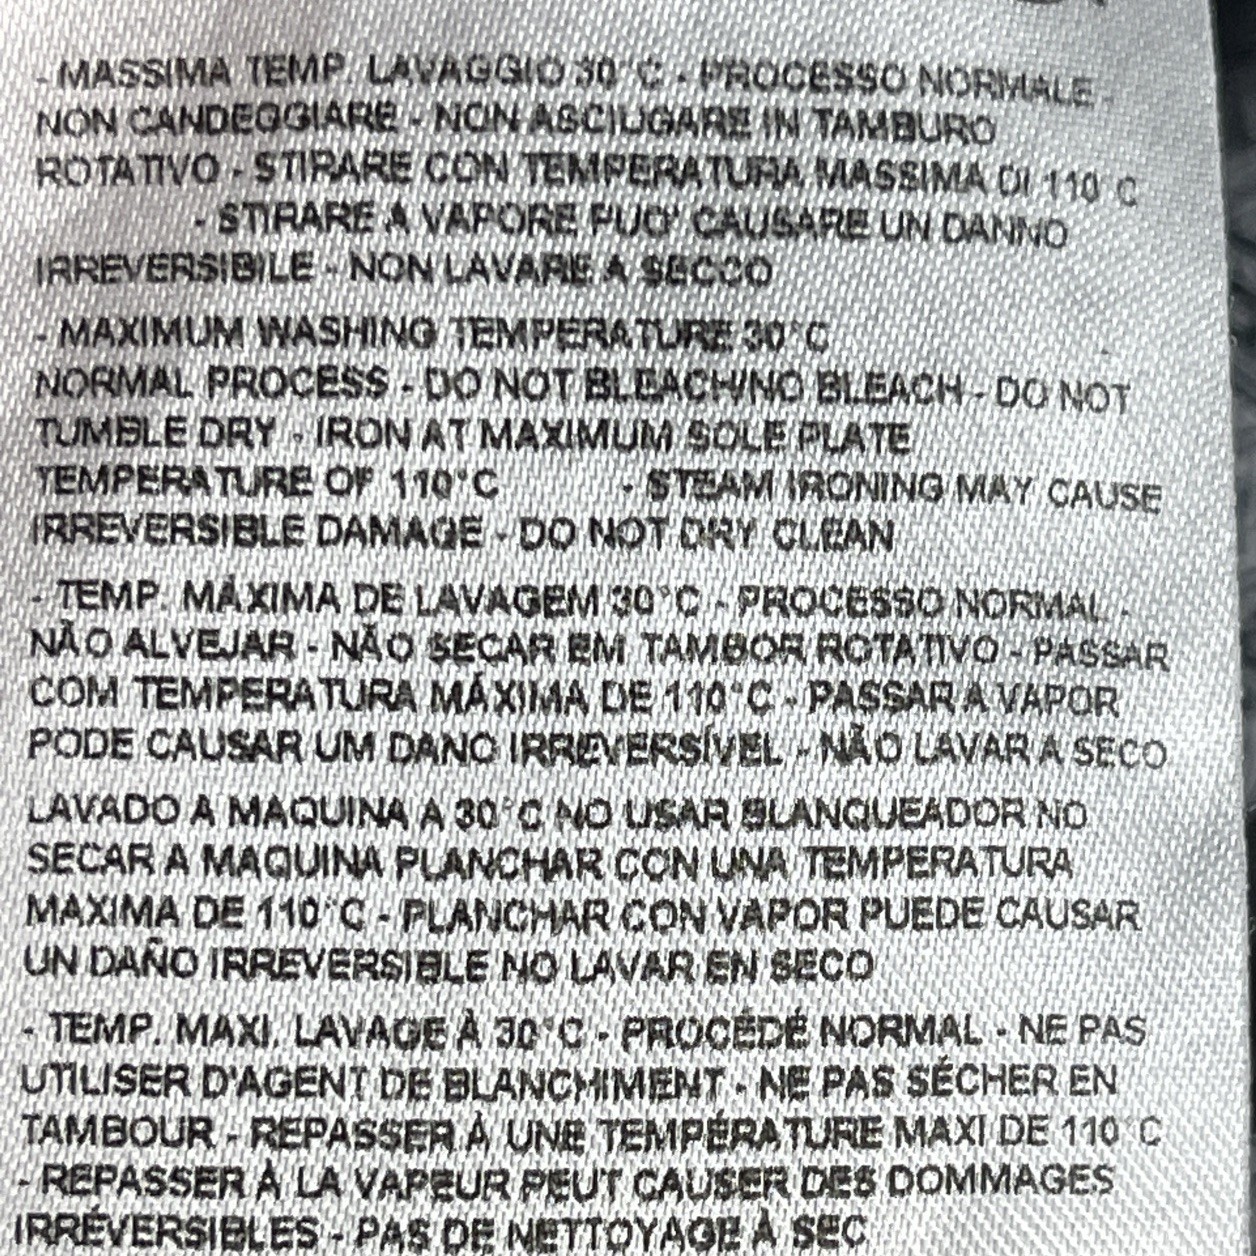 - MASSIMA TEMP. LAVAGGIO 30°C - PROCESSO NORMALE -
NON CANDEGGIARE - NON ASCIUGARE IN TAMBURO
ROTATIVO - STIRARE CON TEMPERATURA MASSIMA DI 110°C
- STIRARE A VAPORE PUO' CAUSARE UN DANNO
IRREVERSIBILE - NON LAVARE A SECCO
- MAXIMUM WASHING TEMPERATURE 30°C
NORMAL PROCESS - DO NOT BLEACH/NO BLEACH - DO NOT
TUMBLE DRY - IRON AT MAXIMUM SOLE PLATE
TEMPERATURE OF 110°C - STEAM IRONING MAY CAUSE
IRREVERSIBLE DAMAGE - DO NOT DRY CLEAN
- TEMP. MÁXIMA DE LAVAGEM 30°C - PROCESSO NORMAL -
NÃO ALVEJAR - NÃO SECAR EM TAMBOR ROTATIVO - PASSAR
COM TEMPERATURA MÁXIMA DE 110°C - PASSAR A VAPOR
PODE CAUSAR UM DANO IRREVERSÍVEL - NÃO LAVAR A SECO
LAVADO A MAQUINA A 30°C NO USAR BLANQUEADOR NO
SECAR A MAQUINA PLANCHAR CON UNA TEMPERATURA
MAXIMA DE 110°C - PLANCHAR CON VAPOR PUEDE CAUSAR
UN DAÑO IRREVERSIBLE NO LAVAR EN SECO
- TEMP. MAXI. LAVAGE À 30°C - PROCÉDÉ NORMAL - NE PAS
UTILISER D'AGENT DE BLANCHIMENT - NE PAS SÉCHER EN
TAMBOUR - REPASSER À UNE TEMPÉRATURE MAXI DE 110°C
- REPASSER À LA VAPEUR PEUT CAUSER DES DOMMAGES
IRRÉVERSIBLES - PAS DE NETTOYAGE À SEC